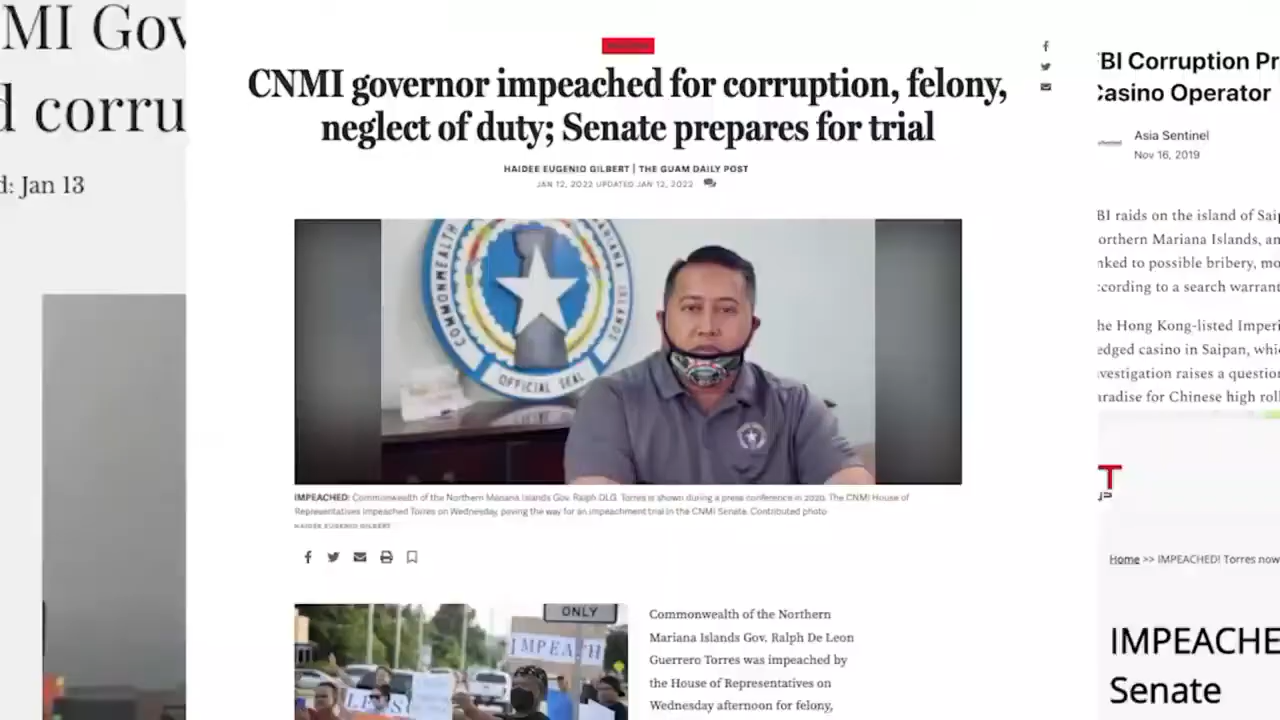 MI Gov
d corru
d: Jan 13
CNMI governor impeached for corruption, felony,
neglect of duty; Senate prepares for trial
HAIDEE EUGENIO GILBERT | THE GUAM DAILY POST
JAN 12, 2022 UPDATED JAN 12, 2022
COMMONWEALTH
MARIANA ISLANDS
OFFICIAL SEAL
IMPEACHED: Commonwealth of the Northern Mariana Islands Gov. Ralph DLG. Torres is shown during a press conference in 2020. The CNMI House of
Representatives impeached Torres on Wednesday, paving the way for an impeachment trial in the CNMI Senate. Contributed photo
HAIDEE EUGENIO GILBERT
ONLY
IMPEACH
Commonwealth of the Northern
Mariana Islands Gov. Ralph De Leon
Guerrero Torres was impeached by
the House of Representatives on
Wednesday afternoon for felony,
BI Corruption Pr
Casino Operator
Asia Sentinel
Nov 16, 2019
BI raids on the island of Saip
orthern Mariana Islands, an
nked to possible bribery, mo
ccording to a search warrant
he Hong Kong-listed Imperi
edged casino in Saipan, whic
nvestigation raises a question
aradise for Chinese high roll
T
Home >> IMPEACHED! Torres now
IMPEACHE
Senate